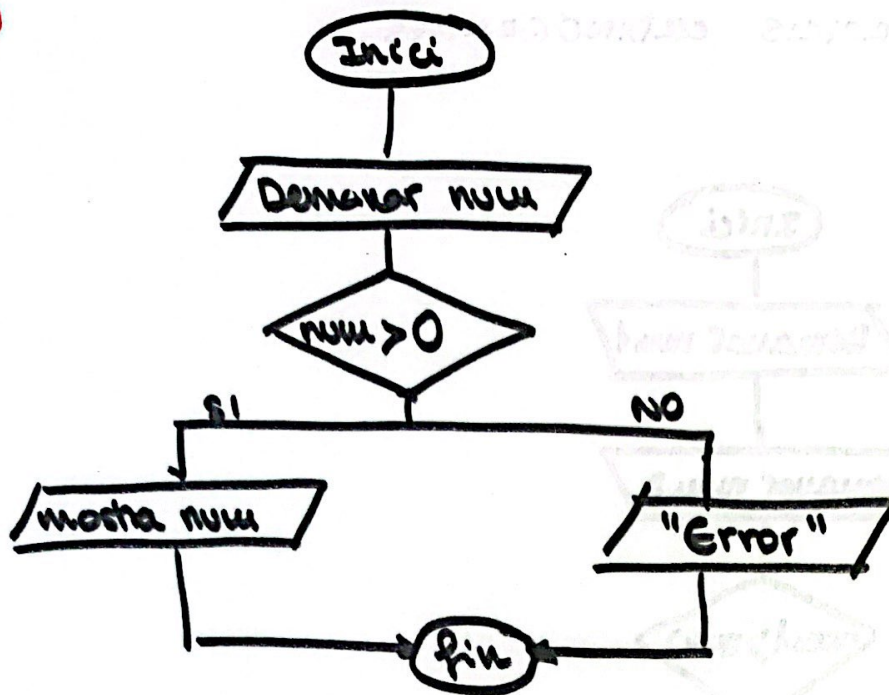 Inici
Demanar num
num > 0
SI
NO
mostra num
"Error"
fin